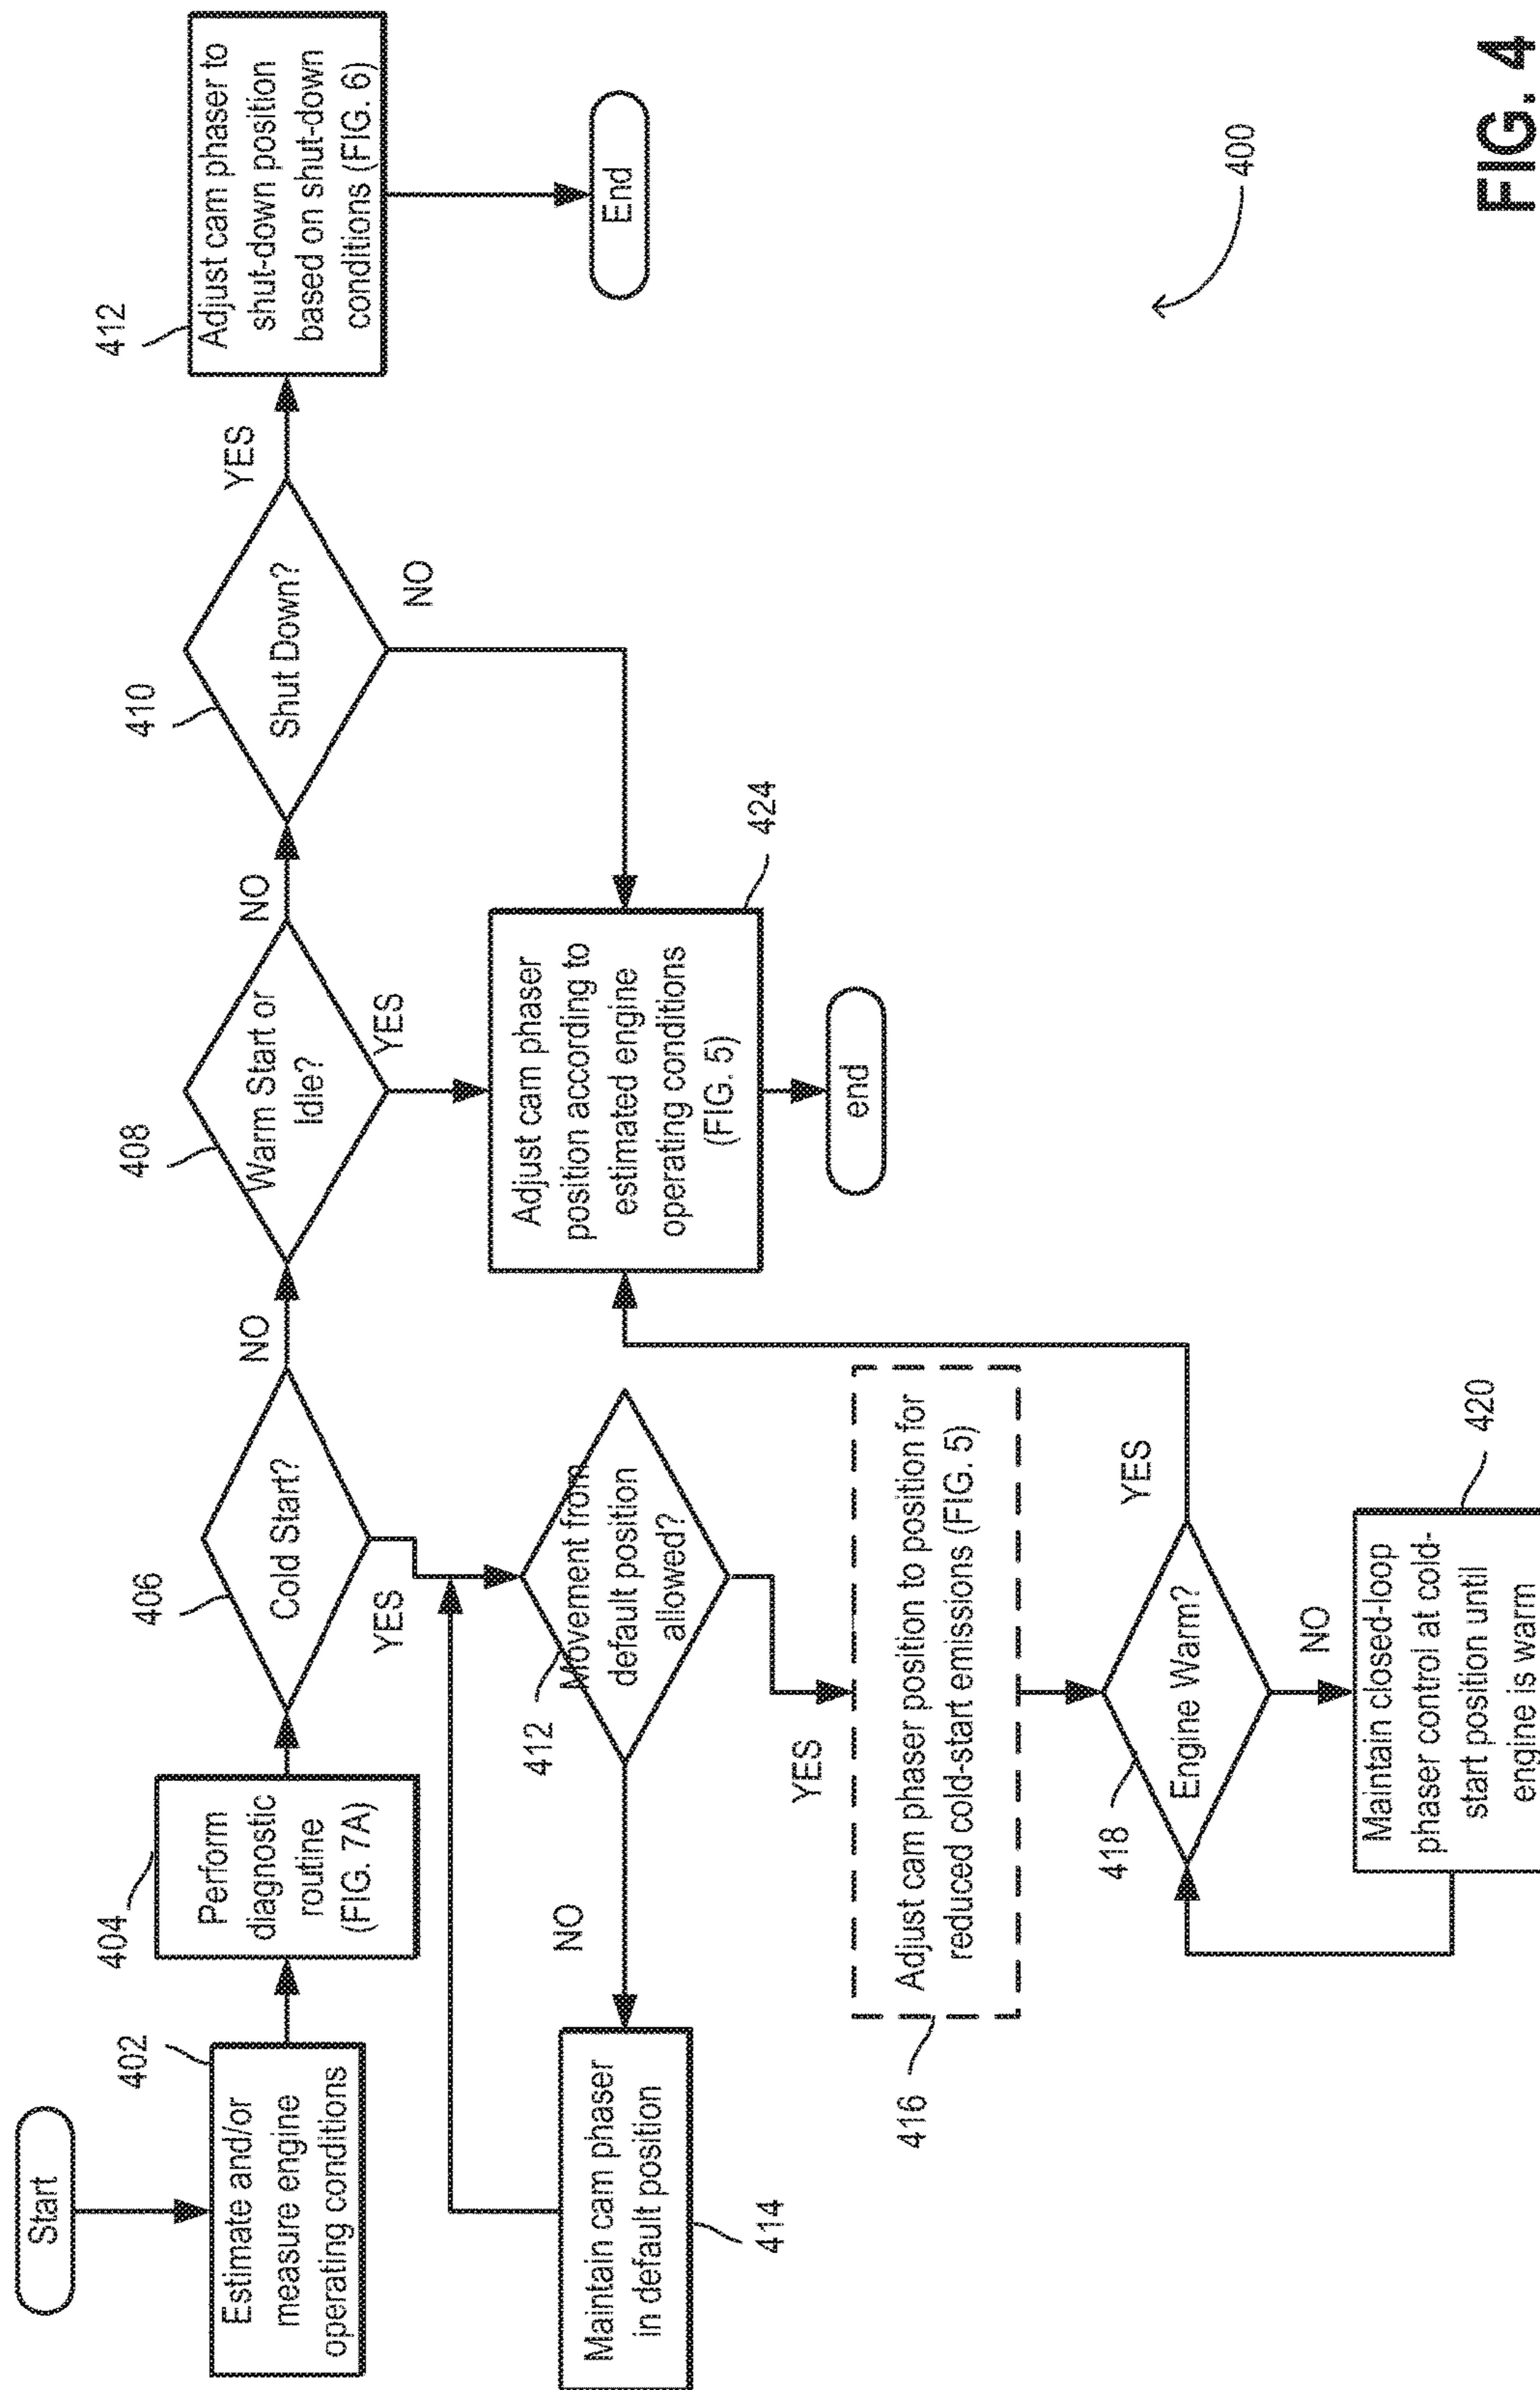 Start
402
Estimate and/or
measure engine
operating conditions
404
Perform
diagnostic
routine
(FIG. 7A)
406
Cold Start?
NO
YES
408
Warm Start or
Idle?
NO
YES
410
Shut Down?
YES
NO
412
Adjust cam phaser to
shut-down position
based on shut-down
conditions (FIG. 6)
End
412
Movement from
default position
allowed?
NO
YES
414
Maintain cam phaser
in default position
424
Adjust cam phaser
position according to
estimated engine
operating conditions
(FIG. 5)
end
416
Adjust cam phaser position to position for
reduced cold-start emissions (FIG. 5)
418
Engine Warm?
YES
NO
420
Maintain closed-loop
phaser control at cold-
start position until
engine is warm
400
FIG. 4